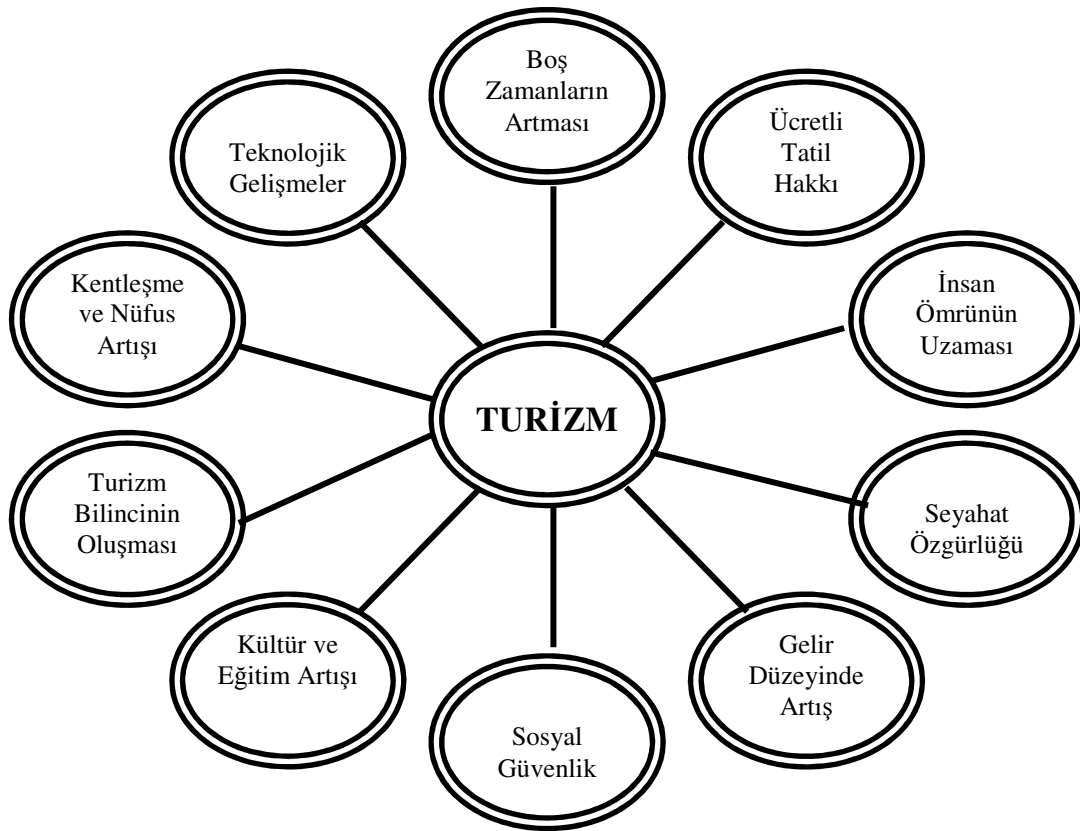 Boş
Zamanların
Artması
Ücretli
Tatil
Hakkı
Teknolojik
Gelişmeler
Kentleşme
ve Nüfus
Artışı
İnsan
Ömrünün
Uzaması
TURİZM
Turizm
Bilincinin
Oluşması
Seyahat
Özgürlüğü
Kültür ve
Eğitim Artışı
Gelir
Düzeyinde
Artış
Sosyal
Güvenlik